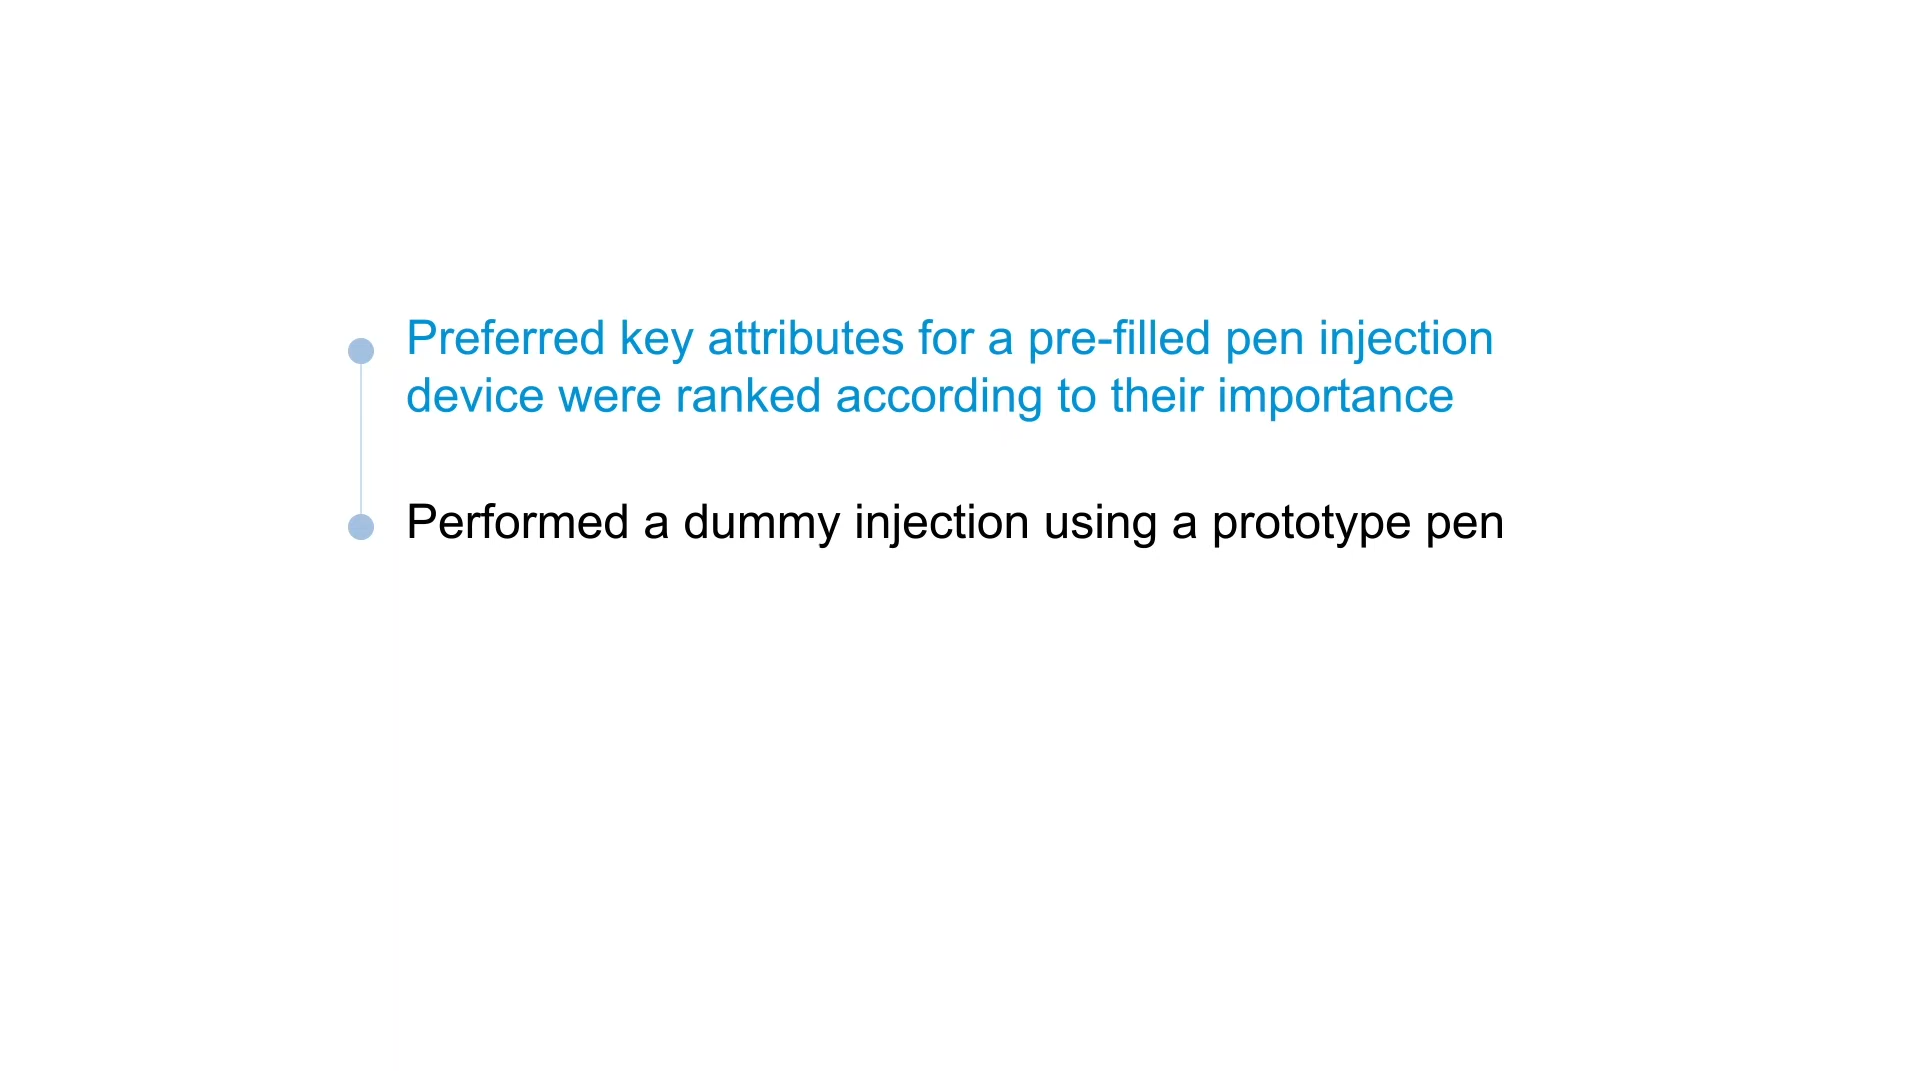 Preferred key attributes for a pre-filled pen injection
device were ranked according to their importance
Performed a dummy injection using a prototype pen